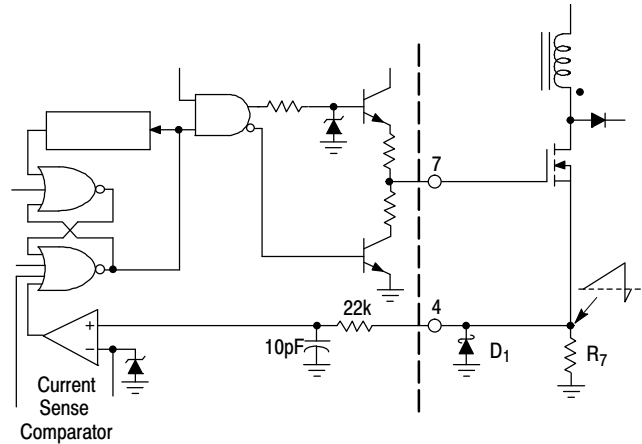 7
22k
4
10pF
D1
R7
Current
Sense
Comparator
+
−